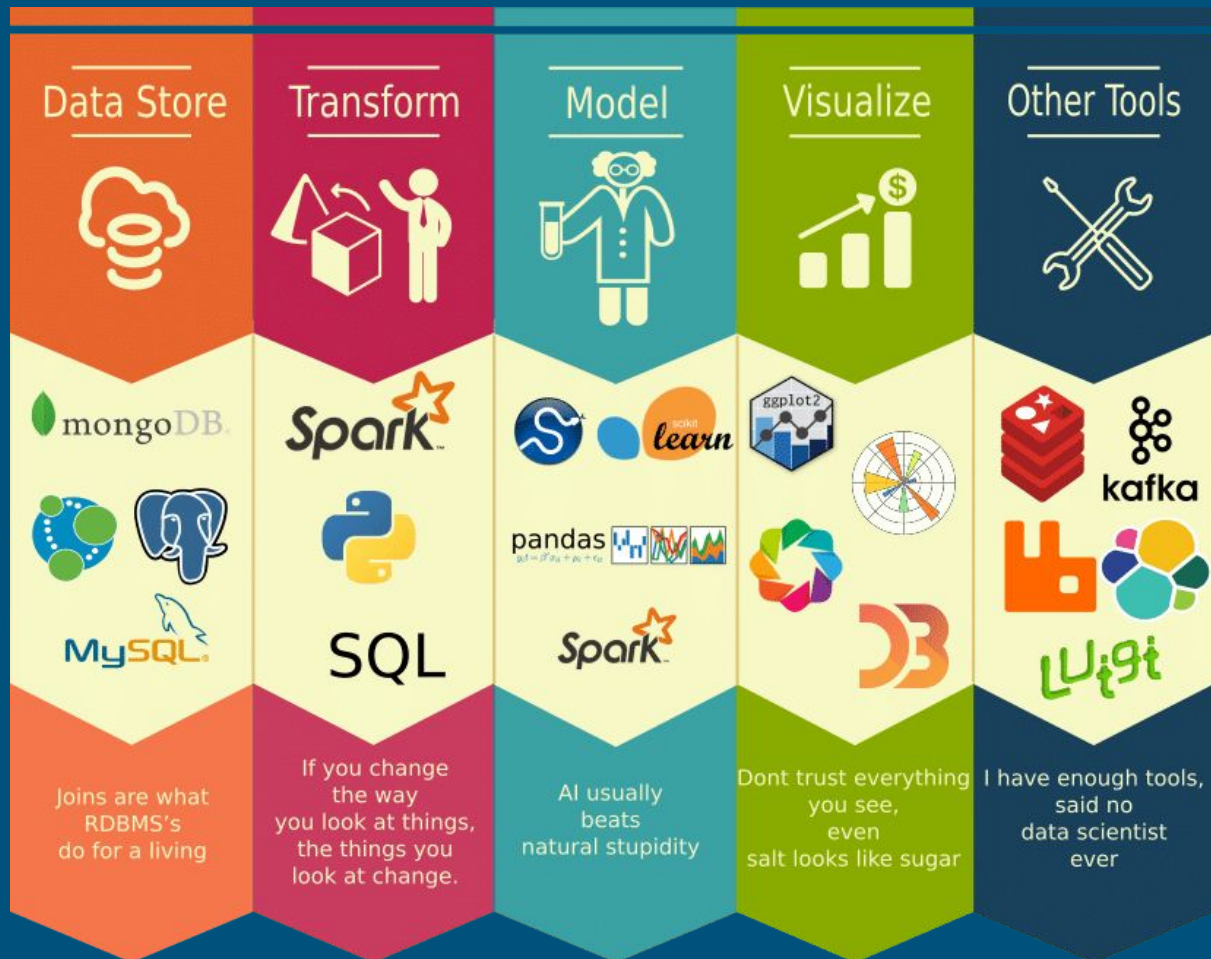 Data Store
Transform
Model
Visualize
Other Tools
$
mongoDB
MySQL
Spark
SQL
scikit
learn
pandas
Spark
ggplot2
D3
kafka
Luigi
Joins are what
RDBMS's
do for a living
If you change
the way
you look at things,
the things you
look at change.
AI usually
beats
natural stupidity
Dont trust everything
you see,
even
salt looks like sugar
I have enough tools,
said no
data scientist
ever